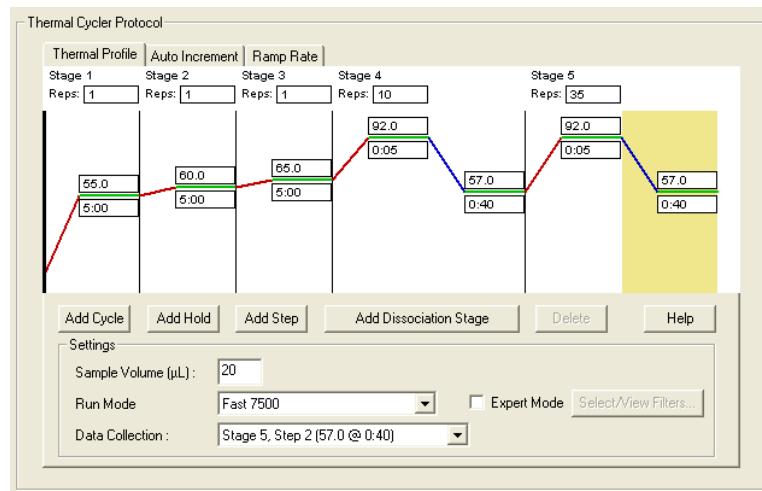 Thermal Cycler Protocol
Thermal Profile Auto Increment Ramp Rate
Stage 1 Stage 2 Stage 3 Stage 4 Stage 5
Reps: 1 Reps: 1 Reps: 1 Reps: 10 Reps: 35
92.0 92.0
0:05 0:05
55.0 60.0 65.0 57.0 57.0
5:00 5:00 5:00 0:40 0:40
Add Cycle Add Hold Add Step Add Dissociation Stage Delete Help
Settings
Sample Volume (µL) : 20
Run Mode Fast 7500 Expert Mode Select/View Filters...
Data Collection : Stage 5, Step 2 (57.0 @ 0:40)